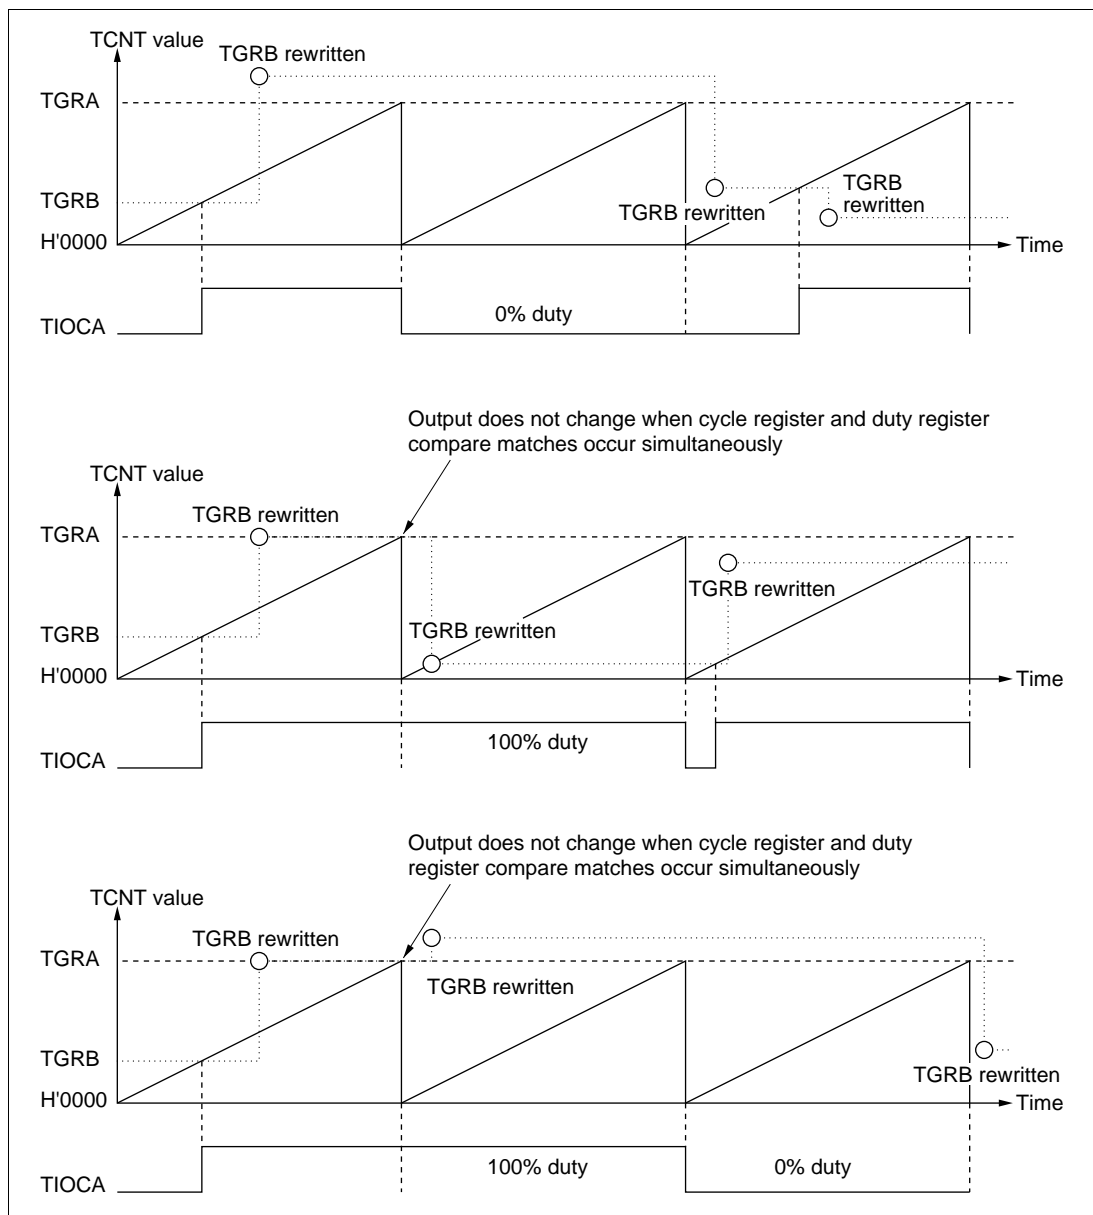 TCNT value
TGRB rewritten
TGRA
TGRB
TGRB rewritten
TGRB
rewritten
H'0000
Time
0% duty
TIOCA
Output does not change when cycle register and duty register
compare matches occur simultaneously
TCNT value
TGRB rewritten
TGRA
TGRB rewritten
TGRB
TGRB rewritten
H'0000
Time
100% duty
TIOCA
Output does not change when cycle register and duty
register compare matches occur simultaneously
TCNT value
TGRB rewritten
TGRA
TGRB rewritten
TGRB
TGRB rewritten
H'0000
Time
100% duty
0% duty
TIOCA